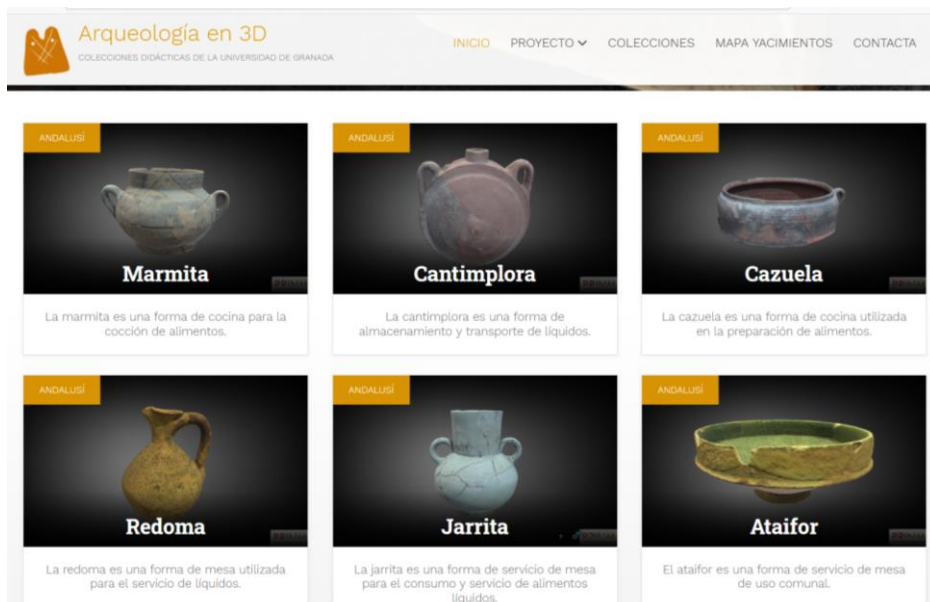 Arqueología en 3D
COLECCIONES DIDÁCTICAS DE LA UNIVERSIDAD DE GRANADA
INICIO PROYECTO COLECCIONES MAPA YACIMIENTOS CONTACTA
ANDALUSÍ
Marmita
La marmita es una forma de cocina para la
cocción de alimentos.
ANDALUSÍ
Cantimplora
La cantimplora es una forma de
almacenamiento y transporte de líquidos.
ANDALUSÍ
Cazuela
La cazuela es una forma de cocina utilizada
en la preparación de alimentos.
ANDALUSÍ
Redoma
La redoma es una forma de mesa utilizada
para el servicio de líquidos.
ANDALUSÍ
Jarrita
La jarrita es una forma de servicio de mesa
para el consumo y servicio de alimentos
líquidos.
ANDALUSÍ
Ataifor
El ataifor es una forma de servicio de mesa
de uso comunal.